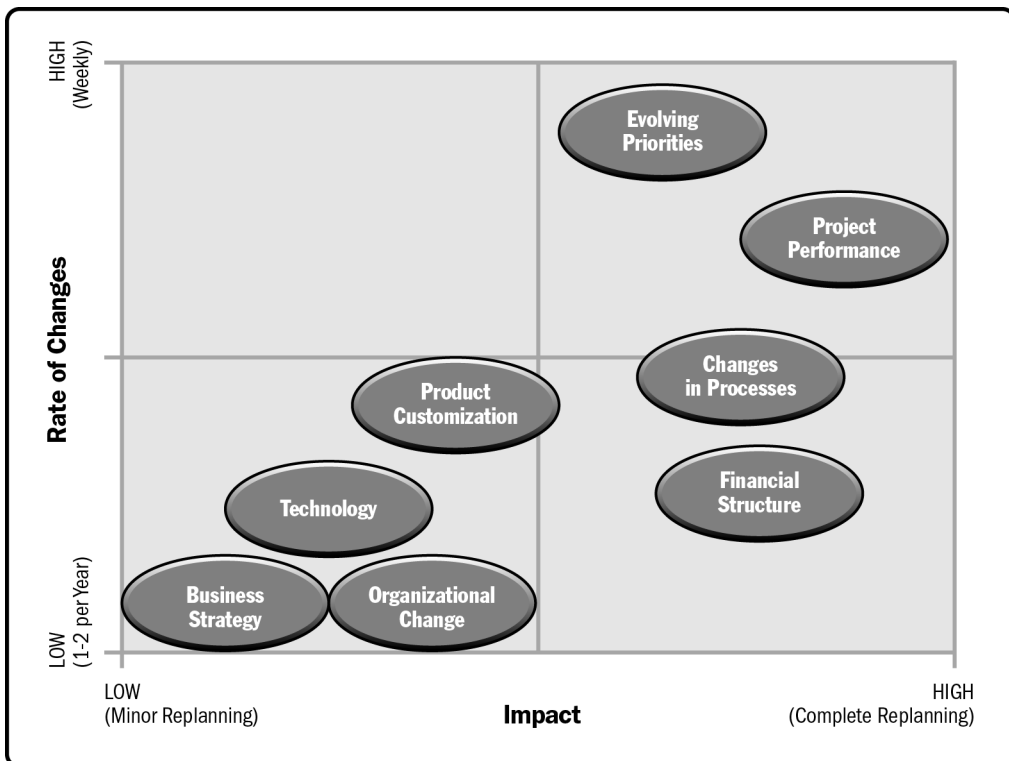 HIGH
(Weekly)
Evolving
Priorities
Project
Performance
Rate of Changes
Changes
in Processes
Product
Customization
Financial
Structure
Technology
Business
Strategy
Organizational
Change
LOW
(1-2 per Year)
LOW
(Minor Replanning)
Impact
HIGH
(Complete Replanning)